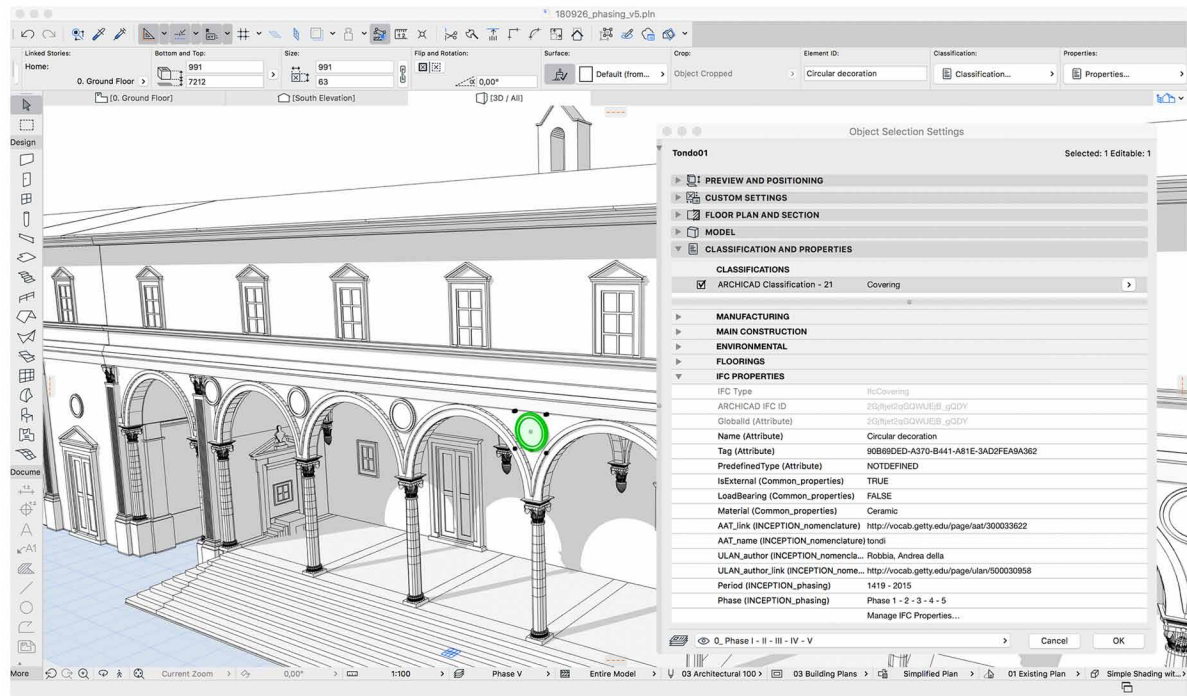 180926_phasing_v5.pln
Linked Stories:
Bottom and Top:
Size:
Flip and Rotation:
Surface:
Crop:
Element ID:
Classification:
Properties:
Home:
991
991
0. Ground Floor
7212
63
0,00°
Default (from...
Object Cropped
Circular decoration
Classification...
Properties...
[0. Ground Floor]
[South Elevation]
[3D / All]
Design
Docume
More
Object Selection Settings
Tondo01
Selected: 1 Editable: 1
PREVIEW AND POSITIONING
CUSTOM SETTINGS
FLOOR PLAN AND SECTION
MODEL
CLASSIFICATION AND PROPERTIES
CLASSIFICATIONS
ARCHICAD Classification - 21 Covering
MANUFACTURING
MAIN CONSTRUCTION
ENVIRONMENTAL
FLOORINGS
IFC PROPERTIES
IFC Type IfcCovering
ARCHICAD IFC ID
GlobalId (Attribute)
Name (Attribute) Circular decoration
Tag (Attribute) 90B69DED-A370-B441-A81E-3AD2FEA9A362
PredefinedType (Attribute) NOTDEFINED
IsExternal (Common_properties) TRUE
LoadBearing (Common_properties) FALSE
Material (Common_properties) Ceramic
AAT_link (INCEPTION_nomenclature) http://vocab.getty.edu/page/aat/300033622
AAT_name (INCEPTION_nomenclature) tondi
ULAN_author (INCEPTION_nomencla... Robbia, Andrea della
ULAN_author_link (INCEPTION_nome... http://vocab.getty.edu/page/ulan/500030958
Period (INCEPTION_phasing) 1419 - 2015
Phase (INCEPTION_phasing) Phase 1 - 2 - 3 - 4 - 5
Manage IFC Properties...
0_ Phase I - II - III - IV - V
Cancel
OK
Current Zoom
0,00°
1:100
Phase V
Entire Model
03 Architectural 100
03 Building Plans
Simplified Plan
01 Existing Plan
Simple Shading wit...